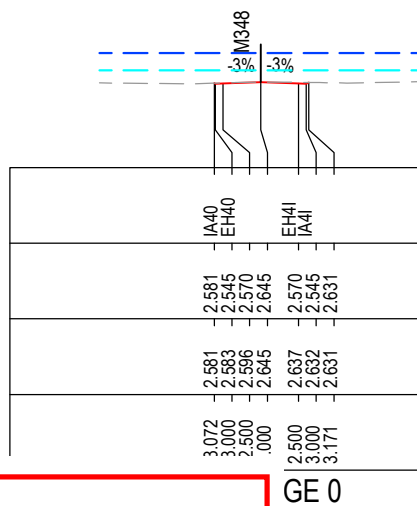 M348
-3% -3%
IA40 EH40 EH4I IA4I
2.581 2.545 2.570 2.645 2.570 2.545 2.631
2.581 2.583 2.596 2.645 2.637 2.632 2.631
3.072 3.000 2.500 .000 2.500 3.000 3.171
GE 0